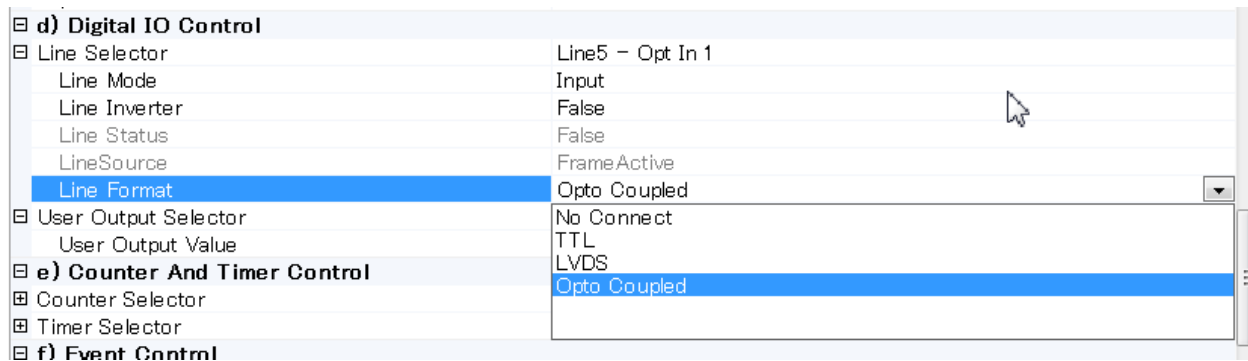 d) Digital IO Control
Line Selector Line5 - Opt In 1
Line Mode Input
Line Inverter False
Line Status False
LineSource FrameActive
Line Format Opto Coupled
User Output Selector No Connect
User Output Value TTL
LVDS
e) Counter And Timer Control
Opto Coupled
Counter Selector
Timer Selector
f) Event Control